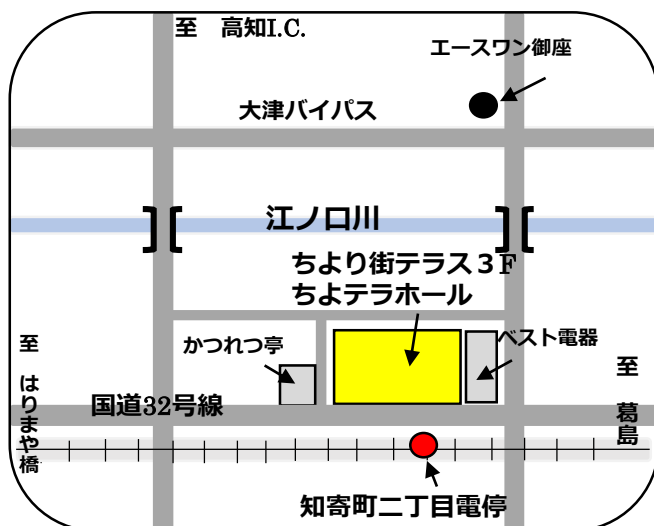 至　高知I.C.
エースワン御座
大津バイパス
江ノ口川
ちより街テラス３F
ちよテラホール
かつれつ亭
ベスト電器
至　はりまや橋
至　葛島
国道32号線
知寄町二丁目電停